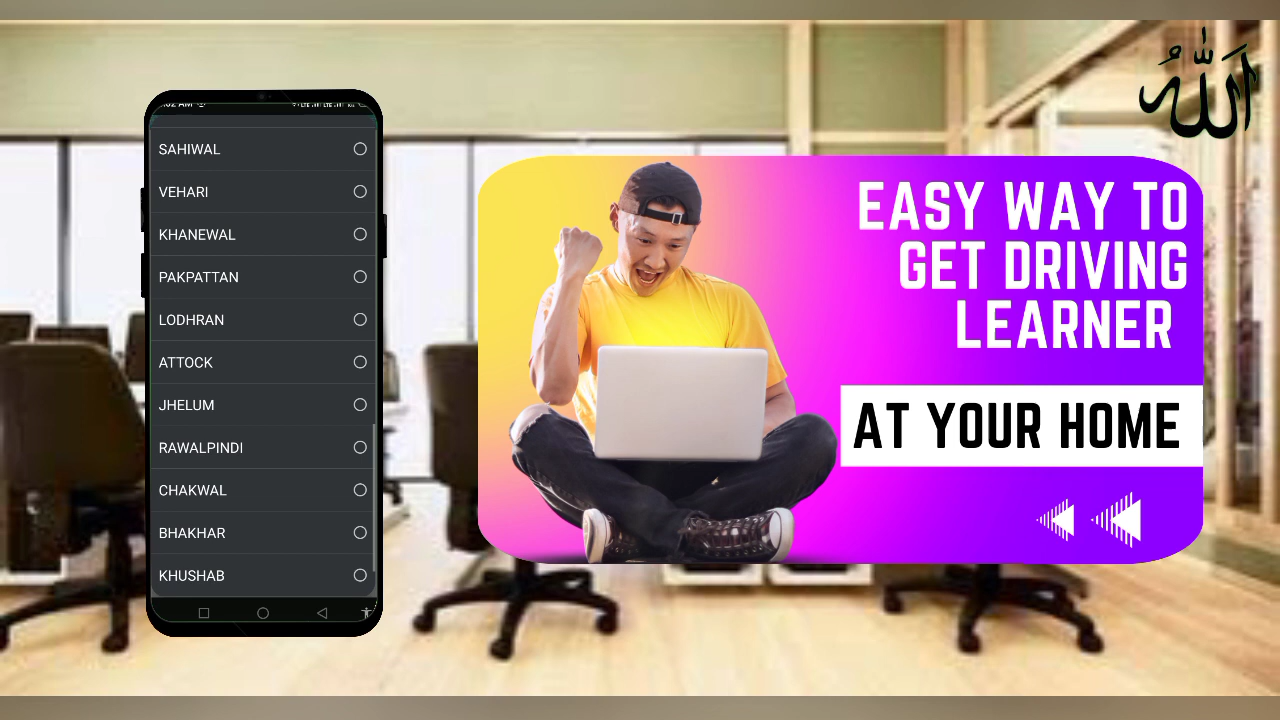 الله
SAHIWAL
VEHARI
KHANEWAL
PAKPATTAN
LODHRAN
ATTOCK
JHELUM
RAWALPINDI
CHAKWAL
BHAKHAR
KHUSHAB
EASY WAY TO
GET DRIVING
LEARNER
AT YOUR HOME